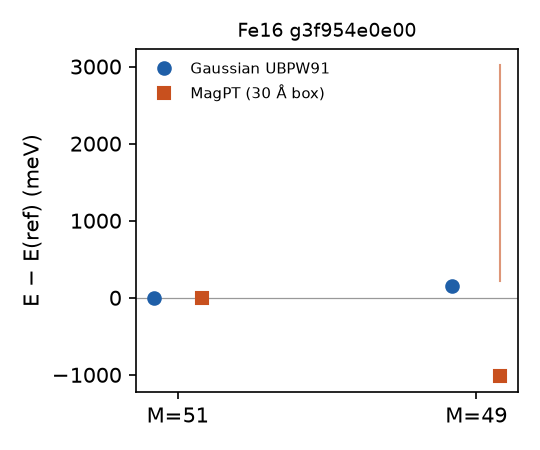 Fe16 g3f954e0e00
Gaussian UBPW91
MagPT (30 Å box)
E − E(ref) (meV)
3000
2000
1000
0
−1000
M=51
M=49